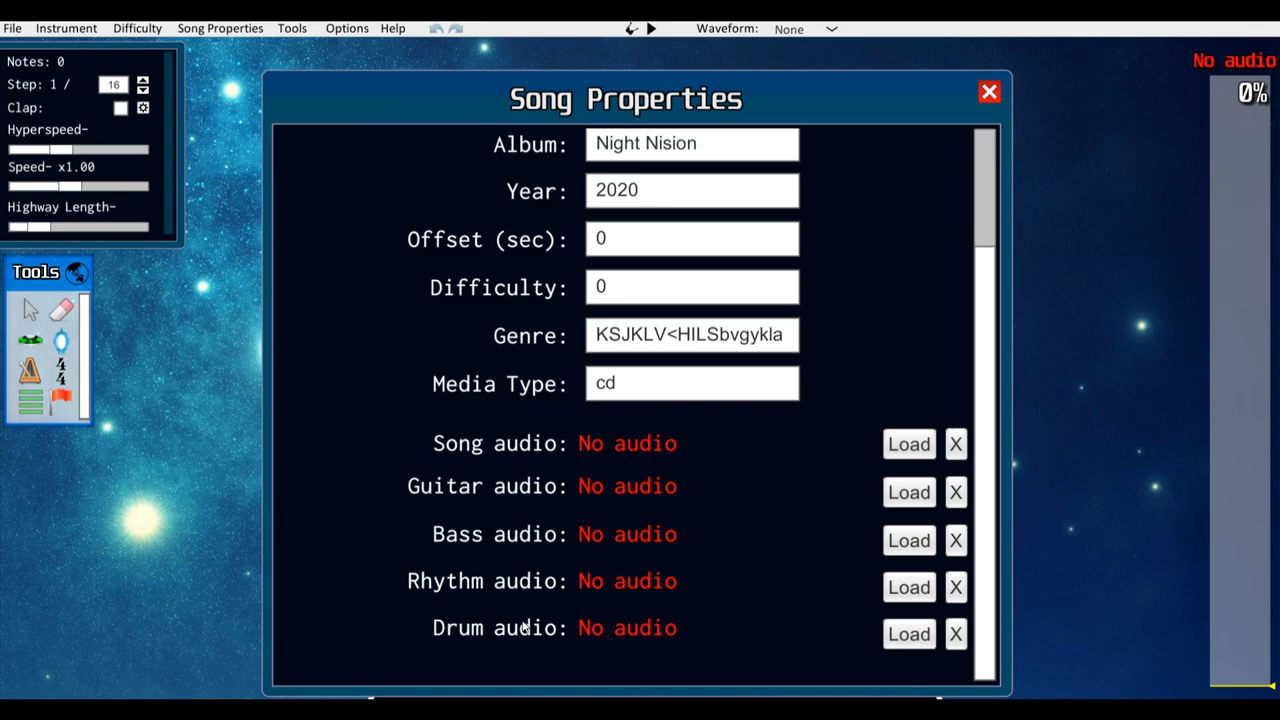 File Instrument Difficulty Song Properties Tools Options Help Waveform: None
Notes: 0
Step: 1 / 16
Clap:
Hyperspeed-
Speed- x1.00
Highway Length-
Tools
4
4
Song Properties
X
Album: Night Nision
Year: 2020
Offset (sec): 0
Difficulty: 0
Genre: KSJKLV<HILSbvgykla
Media Type: cd
Song audio: No audio Load X
Guitar audio: No audio Load X
Bass audio: No audio Load X
Rhythm audio: No audio Load X
Drum audio: No audio Load X
No audio
0%